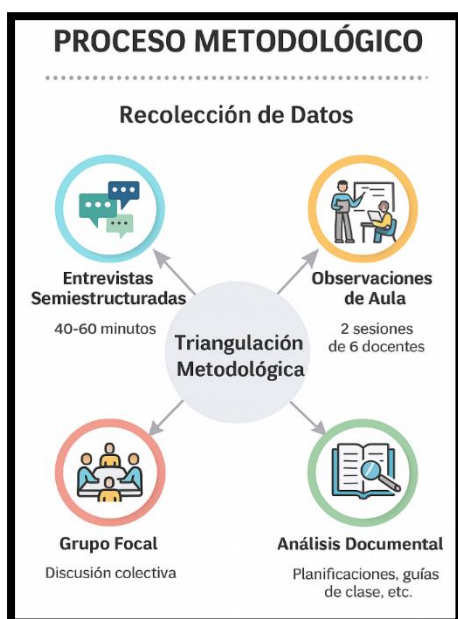 PROCESO METODOLÓGICO
Recolección de Datos
Entrevistas
Semiestructuradas
40-60 minutos
Observaciones
de Aula
2 sesiones
de 6 docentes
Triangulación
Metodológica
Grupo Focal
Discusión colectiva
Análisis Documental
Planificaciones, guías
de clase, etc.